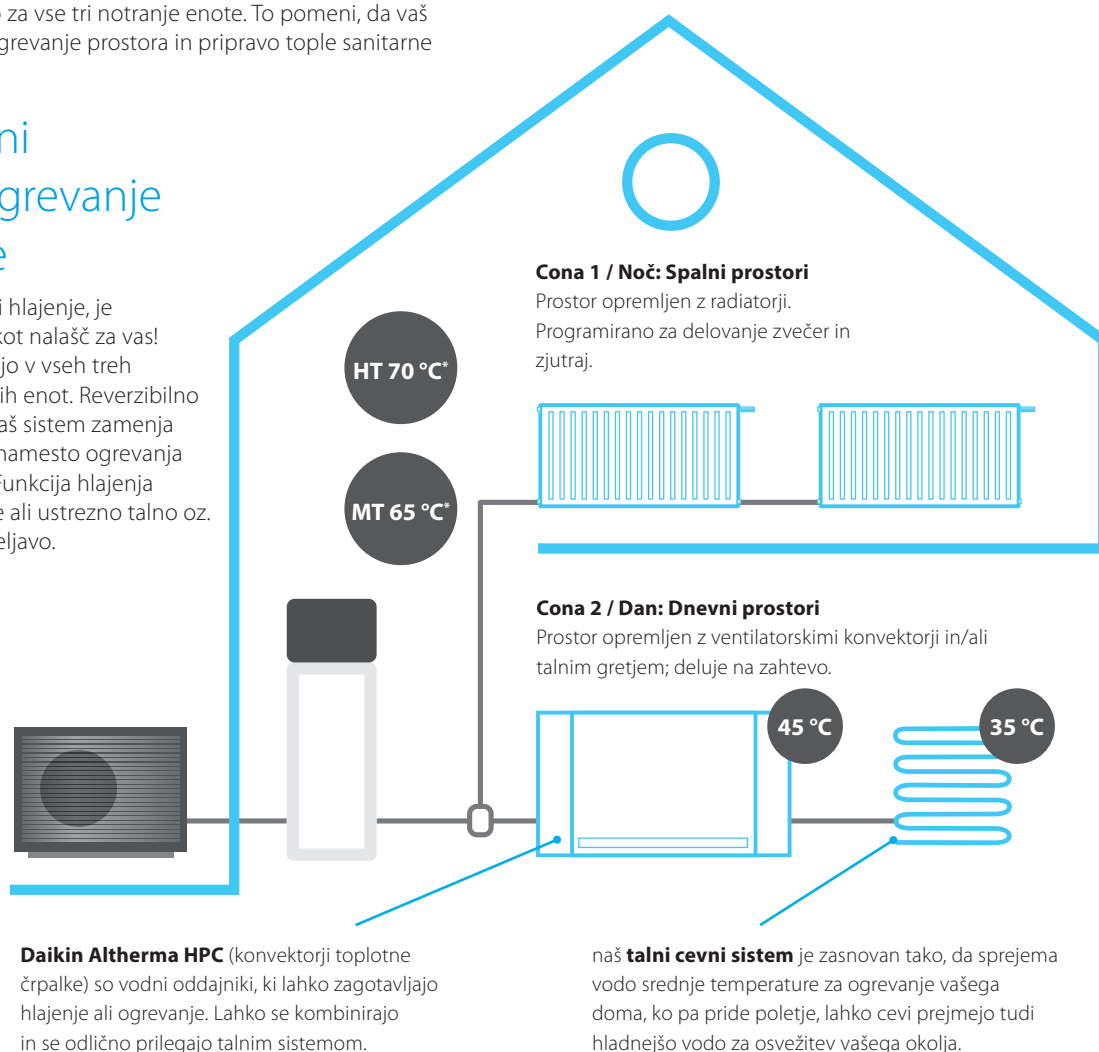 za vse tri notranje enote. To pomeni, da vaš
grevanje prostora in pripravo tople sanitarne
ni
grevanje
e
i hlajenje, je
kot nalašč za vas!
jo v vseh treh
ih enot. Reverzibilno
aš sistem zamenja
namesto ogrevanja
Funkcija hlajenja
e ali ustrezno talno oz.
eljavo.
HT 70 °C*
MT 65 °C*
Cona 1 / Noč: Spalni prostori
Prostor opremljen z radiatorji.
Programirano za delovanje zvečer in
zjutraj.
Cona 2 / Dan: Dnevni prostori
Prostor opremljen z ventilatorskimi konvektorji in/ali
talnim gretjem; deluje na zahtevo.
45 °C
35 °C
Daikin Altherma HPC (konvektorji toplotne
črpalke) so vodni oddajniki, ki lahko zagotavljajo
hlajenje ali ogrevanje. Lahko se kombinirajo
in se odlično prilegajo talnim sistemom.
naš talni cevni sistem je zasnovan tako, da sprejema
vodo srednje temperature za ogrevanje vašega
doma, ko pa pride poletje, lahko cevi prejmejo tudi
hladnejšo vodo za osvežitev vašega okolja.